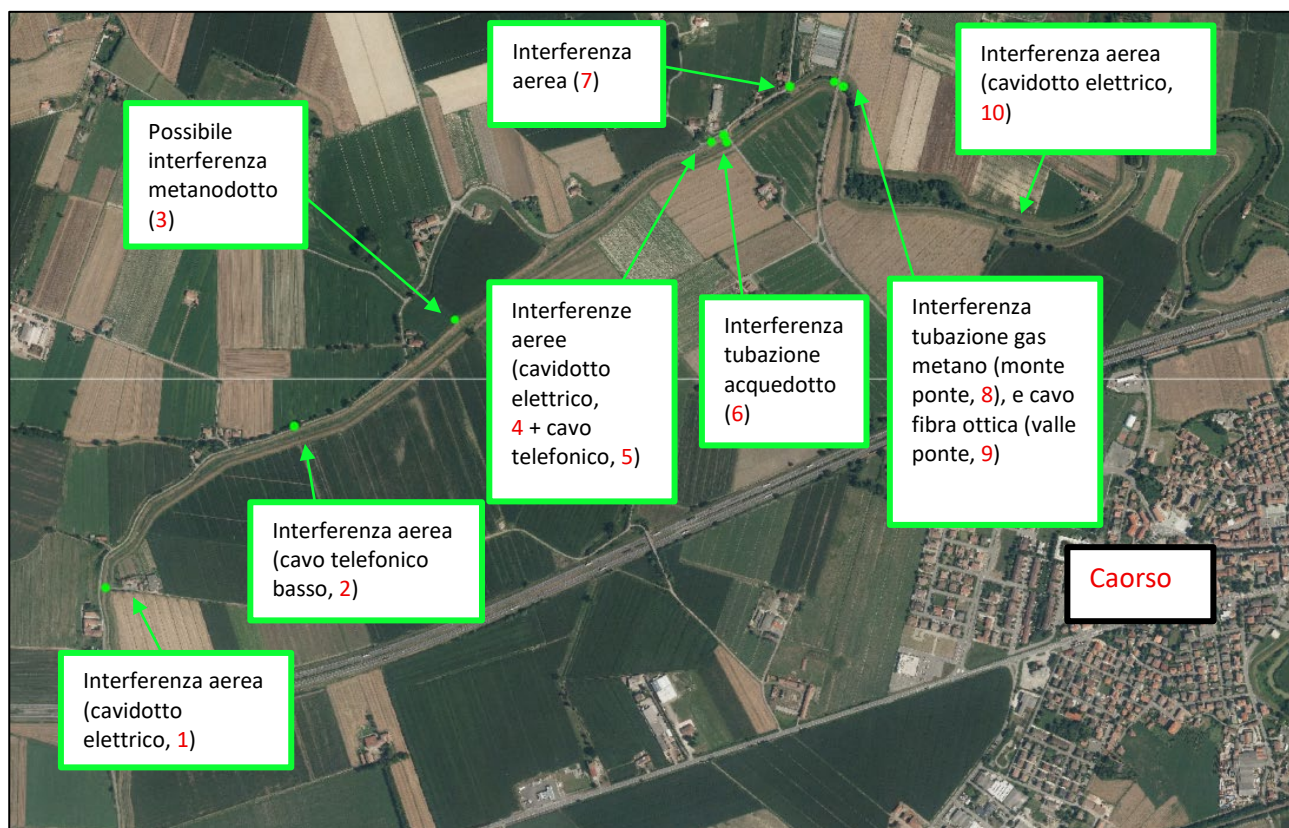 Interferenza
aerea (7)
Interferenza aerea
(cavidotto elettrico,
10)
Possibile
interferenza
metanodotto
(3)
Interferenze
aeree
(cavidotto
elettrico,
4 + cavo
telefonico, 5)
Interferenza
tubazione
acquedotto
(6)
Interferenza
tubazione gas
metano (monte
ponte, 8), e cavo
fibra ottica (valle
ponte, 9)
Interferenza aerea
(cavo telefonico
basso, 2)
Caorso
Interferenza aerea
(cavidotto
elettrico, 1)